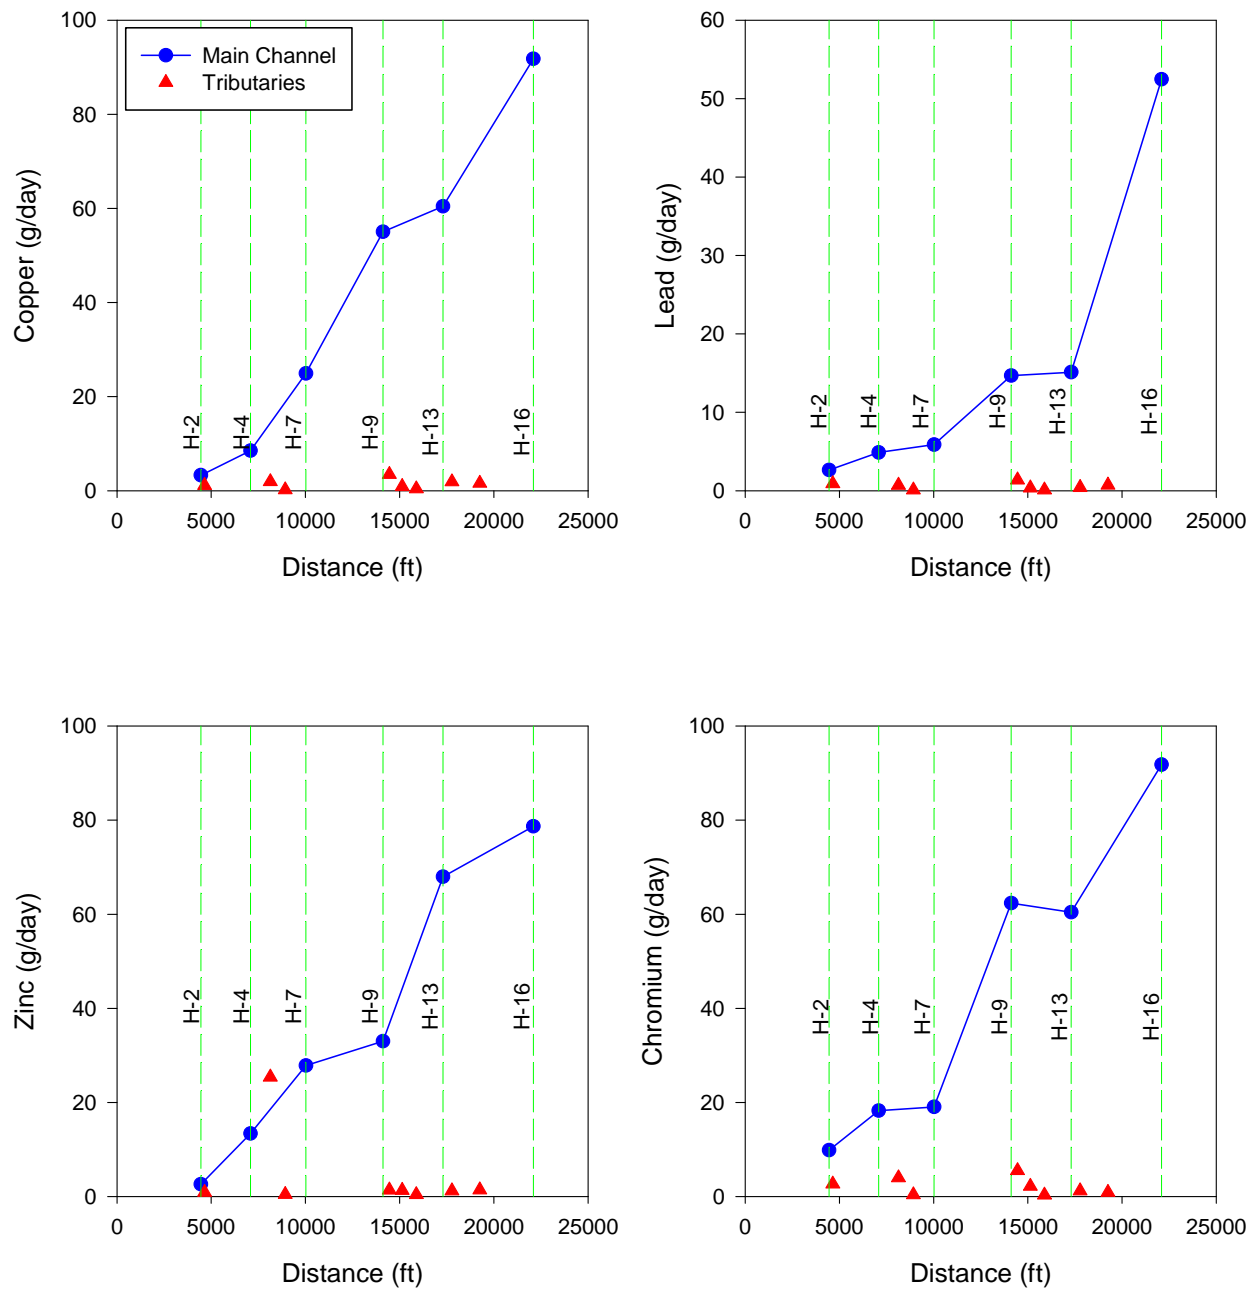 Copper (g/day)
100
80
60
40
20
0
Main Channel
Tributaries
H-2
H-4
H-7
H-9
H-13
H-16
0 5000 10000 15000 20000 25000
Distance (ft)
Lead (g/day)
60
50
40
30
20
10
0
H-2
H-4
H-7
H-9
H-13
H-16
0 5000 10000 15000 20000 25000
Distance (ft)
Zinc (g/day)
100
80
60
40
20
0
H-2
H-4
H-7
H-9
H-13
H-16
0 5000 10000 15000 20000 25000
Distance (ft)
Chromium (g/day)
100
80
60
40
20
0
H-2
H-4
H-7
H-9
H-13
H-16
0 5000 10000 15000 20000 25000
Distance (ft)